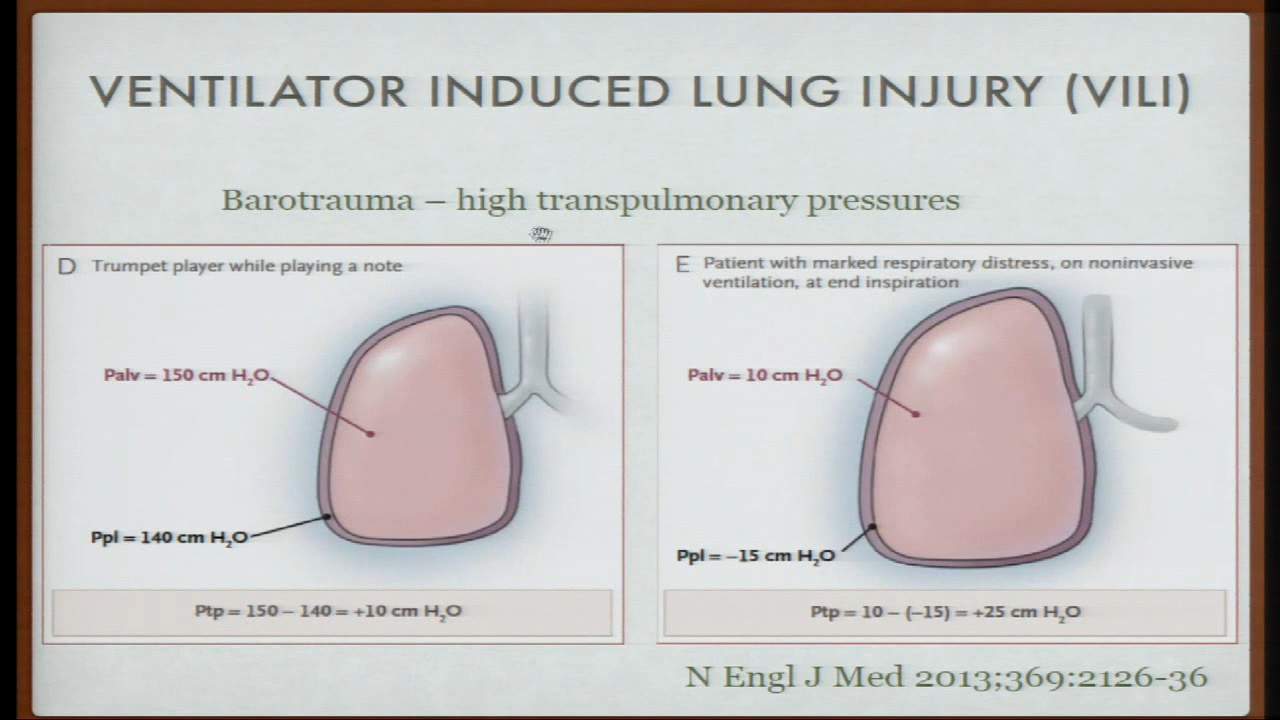 VENTILATOR INDUCED LUNG INJURY (VILI)
Barotrauma – high transpulmonary pressures
D Trumpet player while playing a note
Palv = 150 cm H₂O
Ppl = 140 cm H₂O
Ptp = 150 – 140 = +10 cm H₂O
E Patient with marked respiratory distress, on noninvasive
ventilation, at end inspiration
Palv = 10 cm H₂O
Ppl = –15 cm H₂O
Ptp = 10 – (–15) = +25 cm H₂O
N Engl J Med 2013;369:2126-36